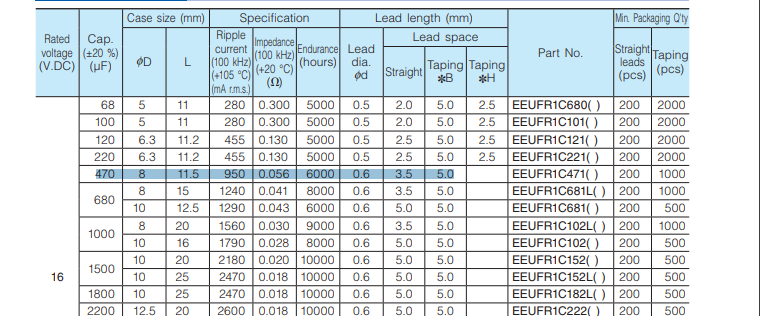 Rated voltage (V.DC) Cap. (±20 %) (µF) Case size (mm) Specification Lead length (mm) Part No. Min. Packaging Q'ty
øD L Ripple current (100 kHz) (+105 °C) (mA r.m.s.) Impedance (100 kHz) (+20 °C) (Ω) Endurance (hours) Lead dia. ød Lead space Straight leads (pcs) Taping (pcs)
Straight Taping ✻B Taping ✻H
68 5 11 280 0.300 5000 0.5 2.0 5.0 2.5 EEUFR1C680( ) 200 2000
100 5 11 280 0.300 5000 0.5 2.0 5.0 2.5 EEUFR1C101( ) 200 2000
120 6.3 11.2 455 0.130 5000 0.5 2.5 5.0 2.5 EEUFR1C121( ) 200 2000
220 6.3 11.2 455 0.130 5000 0.5 2.5 5.0 2.5 EEUFR1C221( ) 200 2000
470 8 11.5 950 0.056 6000 0.6 3.5 5.0 EEUFR1C471( ) 200 1000
680 8 15 1240 0.041 8000 0.6 3.5 5.0 EEUFR1C681L( ) 200 1000
10 12.5 1290 0.043 6000 0.6 5.0 5.0 EEUFR1C681( ) 200 500
1000 8 20 1560 0.030 9000 0.6 3.5 5.0 EEUFR1C102L( ) 200 1000
10 16 1790 0.028 8000 0.6 5.0 5.0 EEUFR1C102( ) 200 500
1500 10 20 2180 0.020 10000 0.6 5.0 5.0 EEUFR1C152( ) 200 500
16 10 25 2470 0.018 10000 0.6 5.0 5.0 EEUFR1C152L( ) 200 500
1800 10 25 2470 0.018 10000 0.6 5.0 5.0 EEUFR1C182L( ) 200 500
2200 12.5 20 2600 0.018 10000 0.6 5.0 5.0 EEUFR1C222( ) 200 500